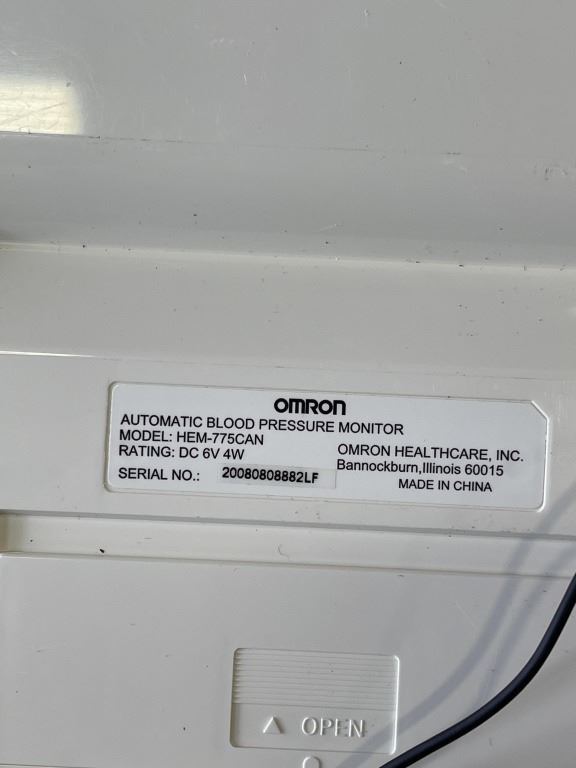 OMRON
AUTOMATIC BLOOD PRESSURE MONITOR
MODEL: HEM-775CAN
RATING: DC 6V 4W
SERIAL NO.: 20080808882LF
OMRON HEALTHCARE, INC.
Bannockburn,Illinois 60015
MADE IN CHINA
OPEN